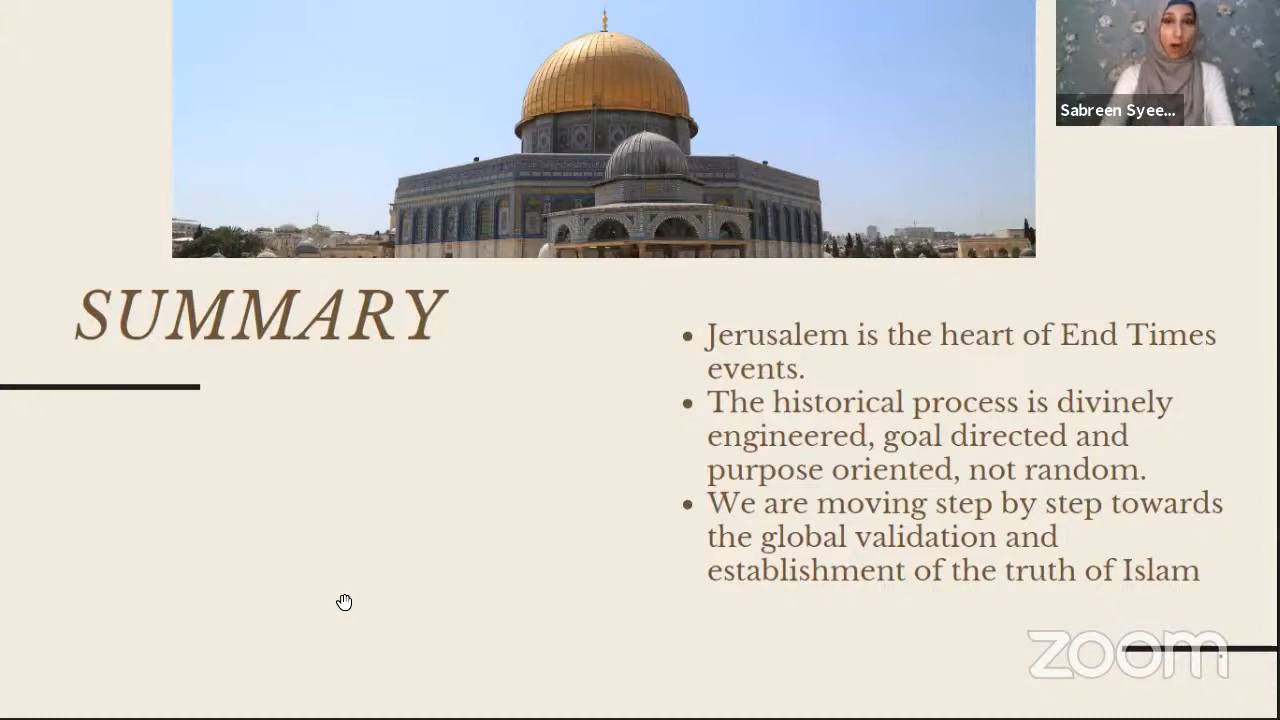 Sabreen Syee...
SUMMARY
• Jerusalem is the heart of End Times
events.
• The historical process is divinely
engineered, goal directed and
purpose oriented, not random.
• We are moving step by step towards
the global validation and
establishment of the truth of Islam
zoom